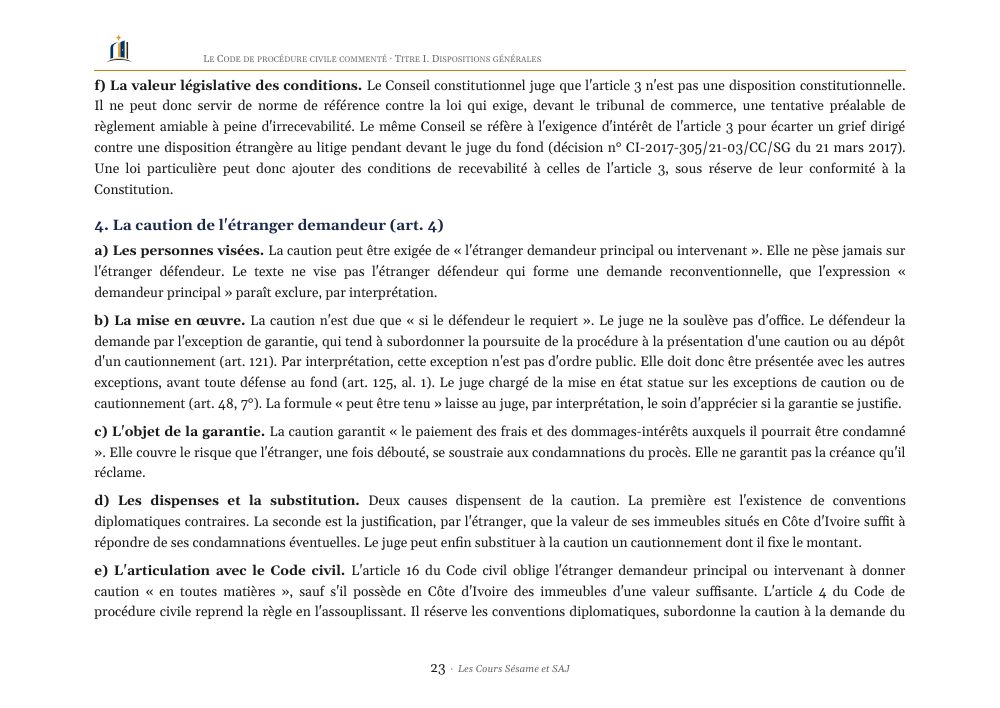 Le Code de procédure civile commenté · Titre I. Dispositions générales
f) La valeur législative des conditions. Le Conseil constitutionnel juge que l'article 3 n'est pas une disposition constitutionnelle.
Il ne peut donc servir de norme de référence contre la loi qui exige, devant le tribunal de commerce, une tentative préalable de
règlement amiable à peine d'irrecevabilité. Le même Conseil se réfère à l'exigence d'intérêt de l'article 3 pour écarter un grief dirigé
contre une disposition étrangère au litige pendant devant le juge du fond (décision n° CI-2017-305/21-03/CC/SG du 21 mars 2017).
Une loi particulière peut donc ajouter des conditions de recevabilité à celles de l'article 3, sous réserve de leur conformité à la
Constitution.
4. La caution de l'étranger demandeur (art. 4)
a) Les personnes visées. La caution peut être exigée de « l'étranger demandeur principal ou intervenant ». Elle ne pèse jamais sur
l'étranger défendeur. Le texte ne vise pas l'étranger défendeur qui forme une demande reconventionnelle, que l'expression «
demandeur principal » paraît exclure, par interprétation.
b) La mise en œuvre. La caution n'est due que « si le défendeur le requiert ». Le juge ne la soulève pas d'office. Le défendeur la
demande par l'exception de garantie, qui tend à subordonner la poursuite de la procédure à la présentation d'une caution ou au dépôt
d'un cautionnement (art. 121). Par interprétation, cette exception n'est pas d'ordre public. Elle doit donc être présentée avec les autres
exceptions, avant toute défense au fond (art. 125, al. 1). Le juge chargé de la mise en état statue sur les exceptions de caution ou de
cautionnement (art. 48, 7°). La formule « peut être tenu » laisse au juge, par interprétation, le soin d'apprécier si la garantie se justifie.
c) L'objet de la garantie. La caution garantit « le paiement des frais et des dommages-intérêts auxquels il pourrait être condamné
». Elle couvre le risque que l'étranger, une fois débouté, se soustraie aux condamnations du procès. Elle ne garantit pas la créance qu'il
réclame.
d) Les dispenses et la substitution. Deux causes dispensent de la caution. La première est l'existence de conventions
diplomatiques contraires. La seconde est la justification, par l'étranger, que la valeur de ses immeubles situés en Côte d'Ivoire suffit à
répondre de ses condamnations éventuelles. Le juge peut enfin substituer à la caution un cautionnement dont il fixe le montant.
e) L'articulation avec le Code civil. L'article 16 du Code civil oblige l'étranger demandeur principal ou intervenant à donner
caution « en toutes matières », sauf s'il possède en Côte d'Ivoire des immeubles d'une valeur suffisante. L'article 4 du Code de
procédure civile reprend la règle en l'assouplissant. Il réserve les conventions diplomatiques, subordonne la caution à la demande du
23 · Les Cours Sésame et SAJ